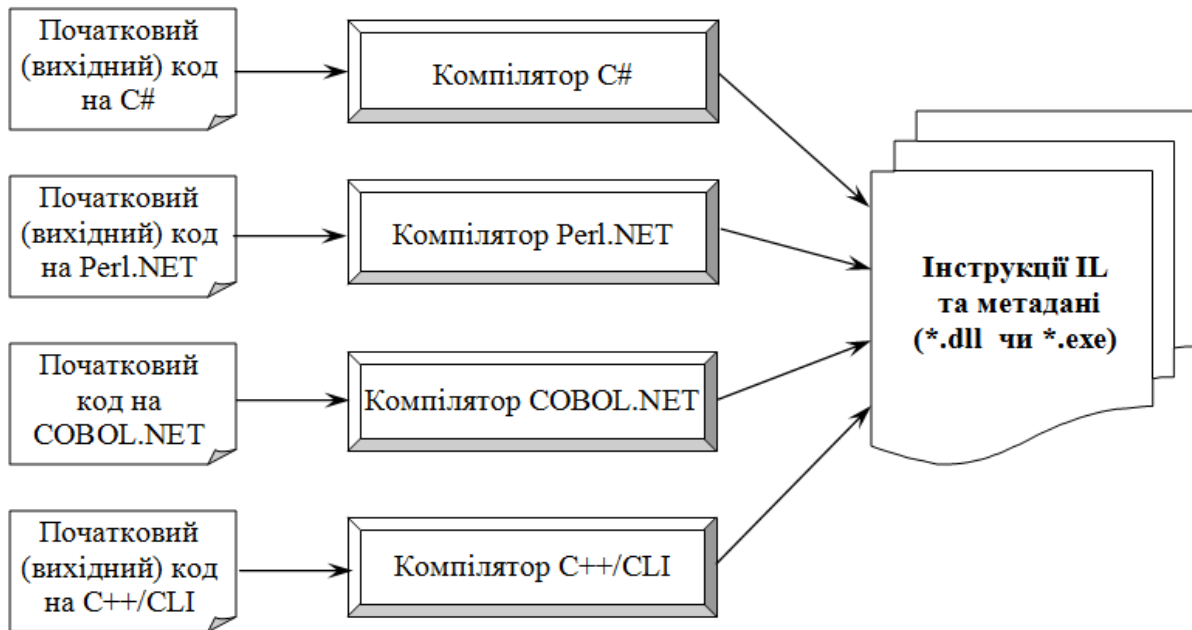 Початковий
(вихідний) код
на C#
Компілятор C#
Початковий
(вихідний) код
на Perl.NET
Компілятор Perl.NET
Початковий
код на
COBOL.NET
Компілятор COBOL.NET
Початковий
(вихідний) код
на C++/CLI
Компілятор C++/CLI
Інструкції IL
та метадані
(*.dll чи *.exe)